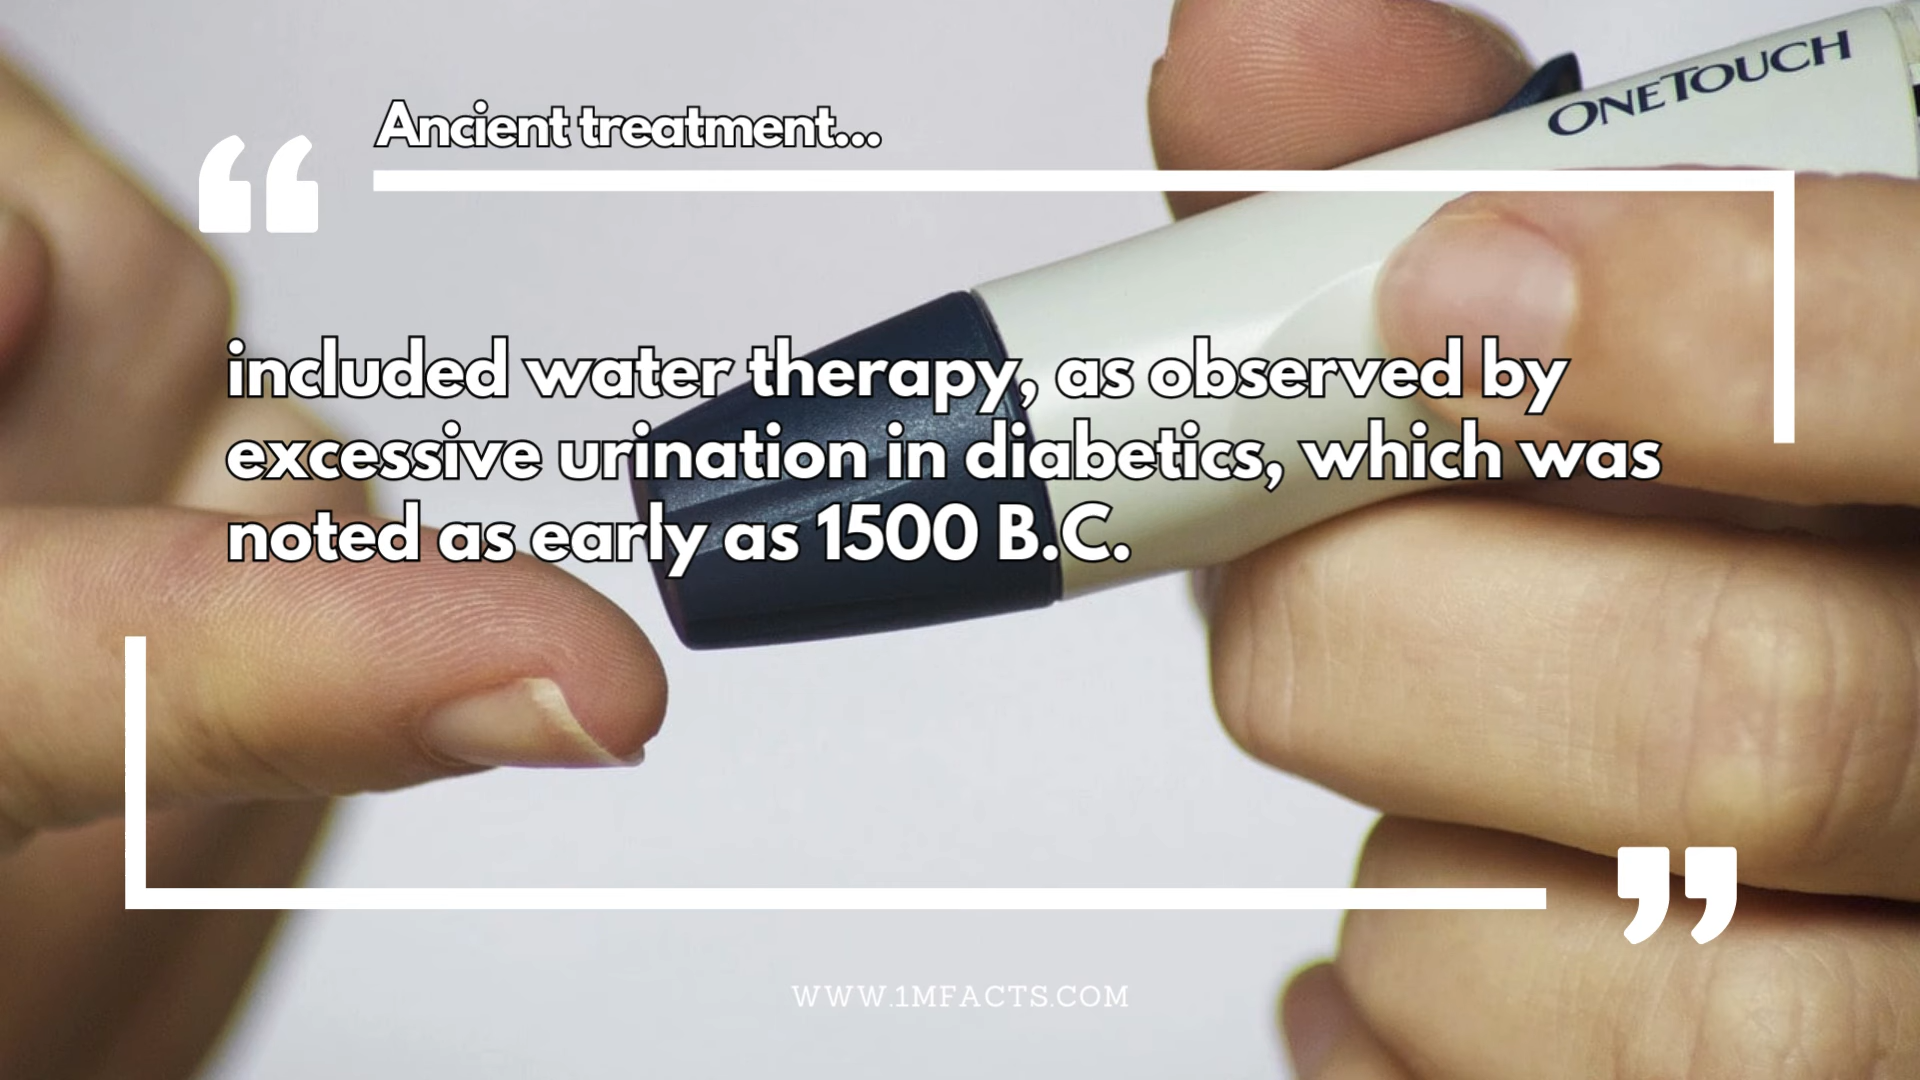 ONETOUCH
Ancient treatment...
included water therapy, as observed by
excessive urination in diabetics, which was
noted as early as 1500 B.C.
WWW.1MFACTS.COM